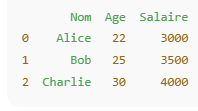 Nom Age Salaire
0 Alice 22 3000
1 Bob 25 3500
2 Charlie 30 4000